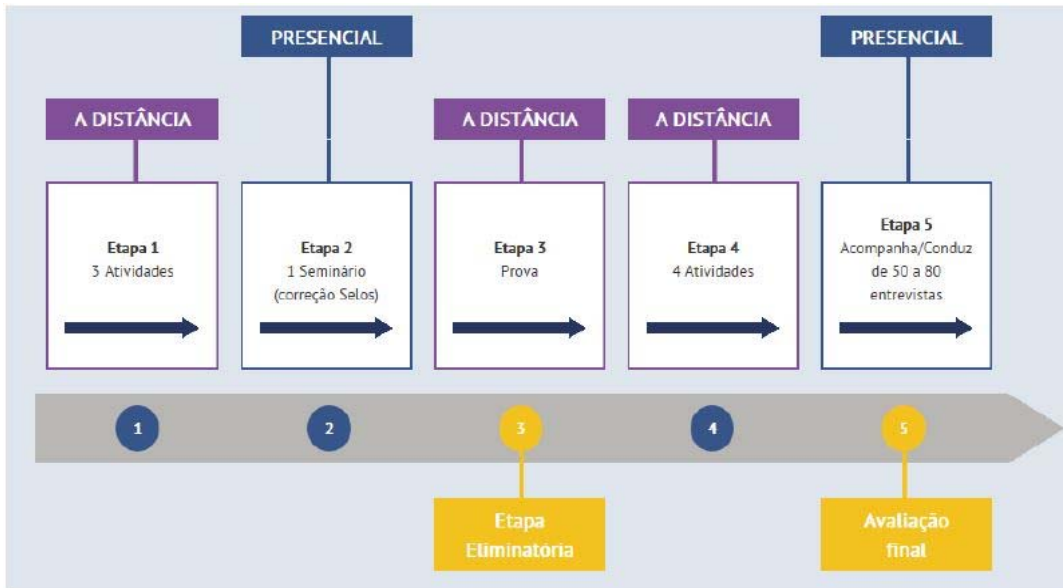 PRESENCIAL
PRESENCIAL
A DISTÂNCIA
A DISTÂNCIA
A DISTÂNCIA
Etapa 1
3 Atividades
Etapa 2
1 Seminário
(correção Selos)
Etapa 3
Prova
Etapa 4
4 Atividades
Etapa 5
Acompanha/Conduz
de 50 a 80
entrevistas
1
2
3
4
5
Etapa
Eliminatória
Avaliação
final